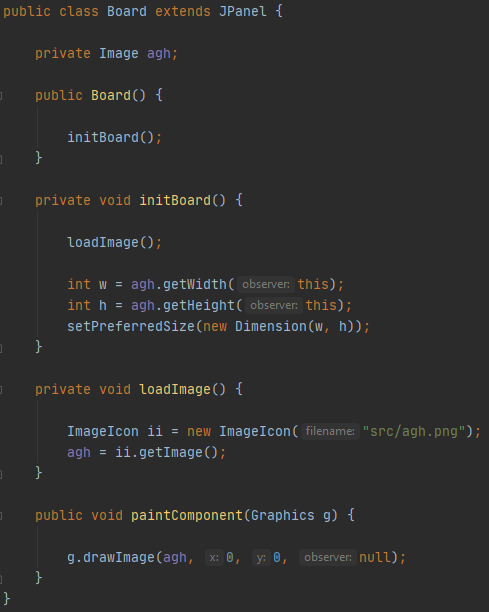 public class Board extends JPanel {
private Image agh;
public Board() {
initBoard();
}
private void initBoard() {
loadImage();
int w = agh.getWidth( observer: this);
int h = agh.getHeight( observer: this);
setPreferredSize(new Dimension(w, h));
}
private void loadImage() {
ImageIcon ii = new ImageIcon( filename: "src/agh.png");
agh = ii.getImage();
}
public void paintComponent(Graphics g) {
g.drawImage(agh, x: 0, y: 0, observer: null);
}
}